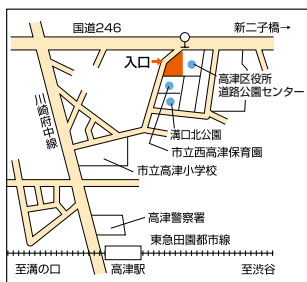 国道246
新二子橋→
入口
高津区役所
道路公園センター
川崎府中線
溝口北公園
市立西高津保育園
市立高津小学校
高津警察署
東急田園都市線
至溝の口
高津駅
至渋谷